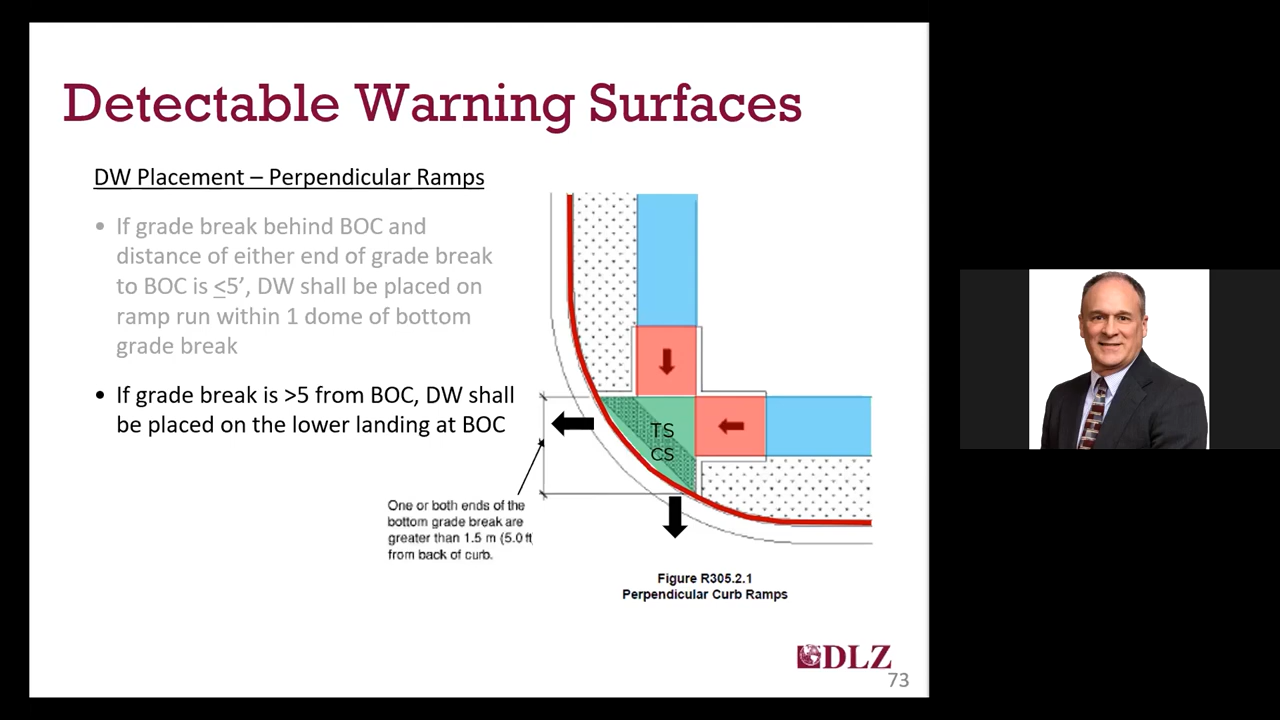 Detectable Warning Surfaces
DW Placement – Perpendicular Ramps
• If grade break behind BOC and
distance of either end of grade break
to BOC is <5’, DW shall be placed on
ramp run within 1 dome of bottom
grade break
• If grade break is >5 from BOC, DW shall
be placed on the lower landing at BOC
TS
CS
One or both ends of the
bottom grade break are
greater than 1.5 m (5.0 ft
from back of curb.
Figure R305.2.1
Perpendicular Curb Ramps
DLZ
73